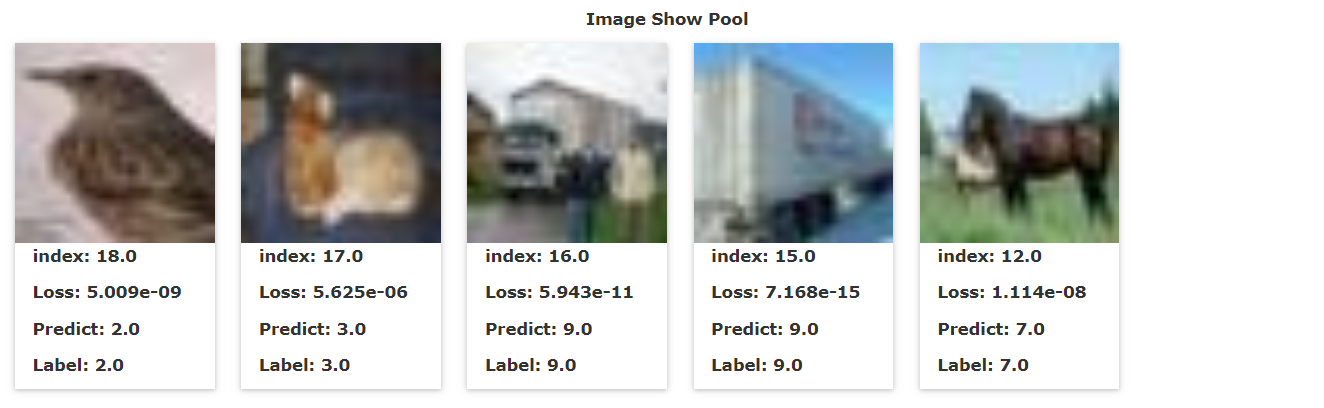 Image Show Pool
index: 18.0
Loss: 5.009e-09
Predict: 2.0
Label: 2.0
index: 17.0
Loss: 5.625e-06
Predict: 3.0
Label: 3.0
index: 16.0
Loss: 5.943e-11
Predict: 9.0
Label: 9.0
index: 15.0
Loss: 7.168e-15
Predict: 9.0
Label: 9.0
index: 12.0
Loss: 1.114e-08
Predict: 7.0
Label: 7.0